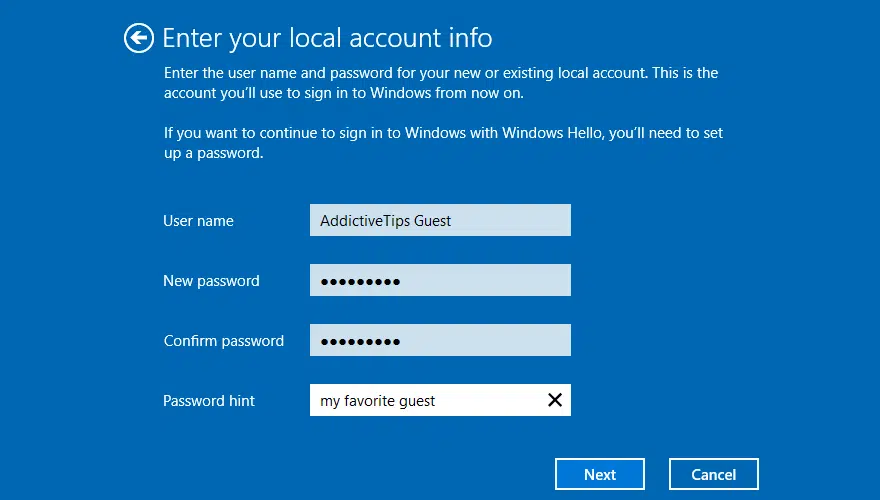 Enter your local account info
Enter the user name and password for your new or existing local account. This is the
account you’ll use to sign in to Windows from now on.
If you want to continue to sign in to Windows with Windows Hello, you’ll need to set
up a password.
User name AddictiveTips Guest
New password ●●●●●●●●●
Confirm password ●●●●●●●●●
Password hint my favorite guest
Next Cancel